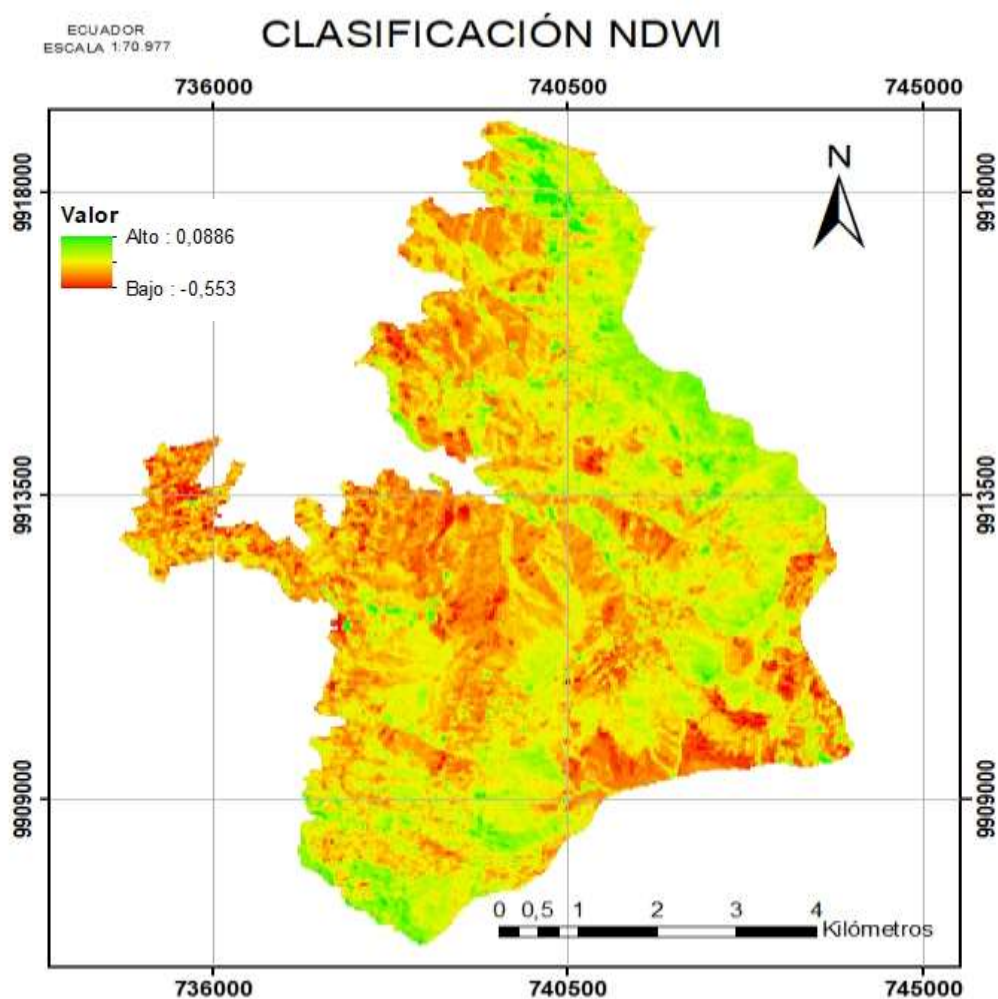 ECUADOR
ESCALA 1:70.977
CLASIFICACIÓN NDWI
736000 740500 745000
9918000 9918000
N
Valor
Alto : 0,0886
Bajo : -0,553
9913500 9913500
9909000 9909000
0 0,5 1 2 3 4
Kilómetros
736000 740500 745000